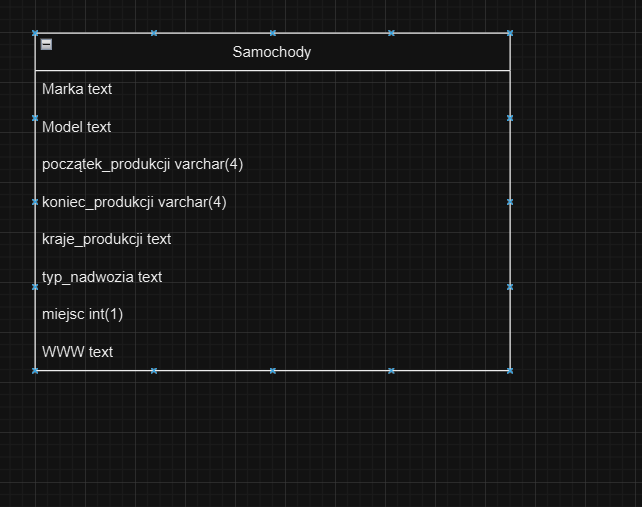 Samochody
Marka text
Model text
początek_produkcji varchar(4)
koniec_produkcji varchar(4)
kraje_produkcji text
typ_nadwozia text
miejsc int(1)
WWW text